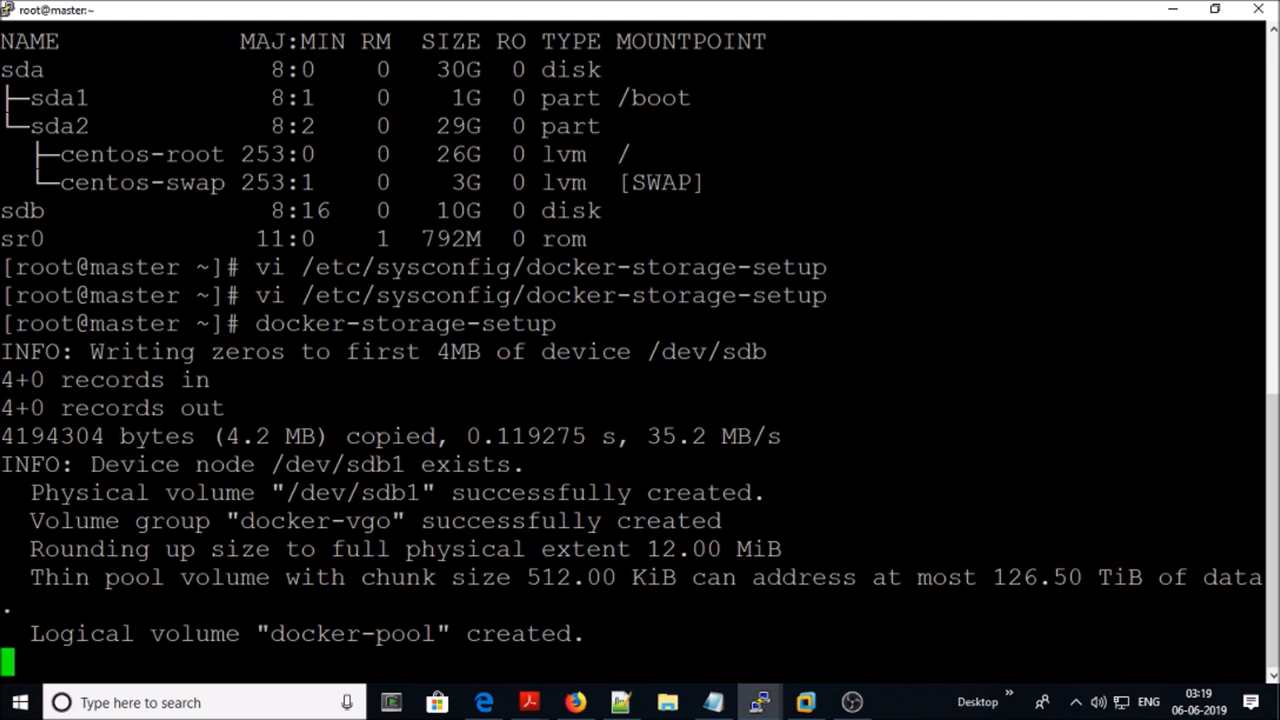 root@master:~
NAME MAJ:MIN RM SIZE RO TYPE MOUNTPOINT
sda 8:0 0 30G 0 disk
├─sda1 8:1 0 1G 0 part /boot
└─sda2 8:2 0 29G 0 part
├─centos-root 253:0 0 26G 0 lvm /
└─centos-swap 253:1 0 3G 0 lvm [SWAP]
sdb 8:16 0 10G 0 disk
sr0 11:0 1 792M 0 rom
[root@master ~]# vi /etc/sysconfig/docker-storage-setup
[root@master ~]# vi /etc/sysconfig/docker-storage-setup
[root@master ~]# docker-storage-setup
INFO: Writing zeros to first 4MB of device /dev/sdb
4+0 records in
4+0 records out
4194304 bytes (4.2 MB) copied, 0.119275 s, 35.2 MB/s
INFO: Device node /dev/sdb1 exists.
Physical volume "/dev/sdb1" successfully created.
Volume group "docker-vgo" successfully created
Rounding up size to full physical extent 12.00 MiB
Thin pool volume with chunk size 512.00 KiB can address at most 126.50 TiB of data
.
Logical volume "docker-pool" created.
Type here to search
Desktop
»
ENG
03:19
06-06-2019